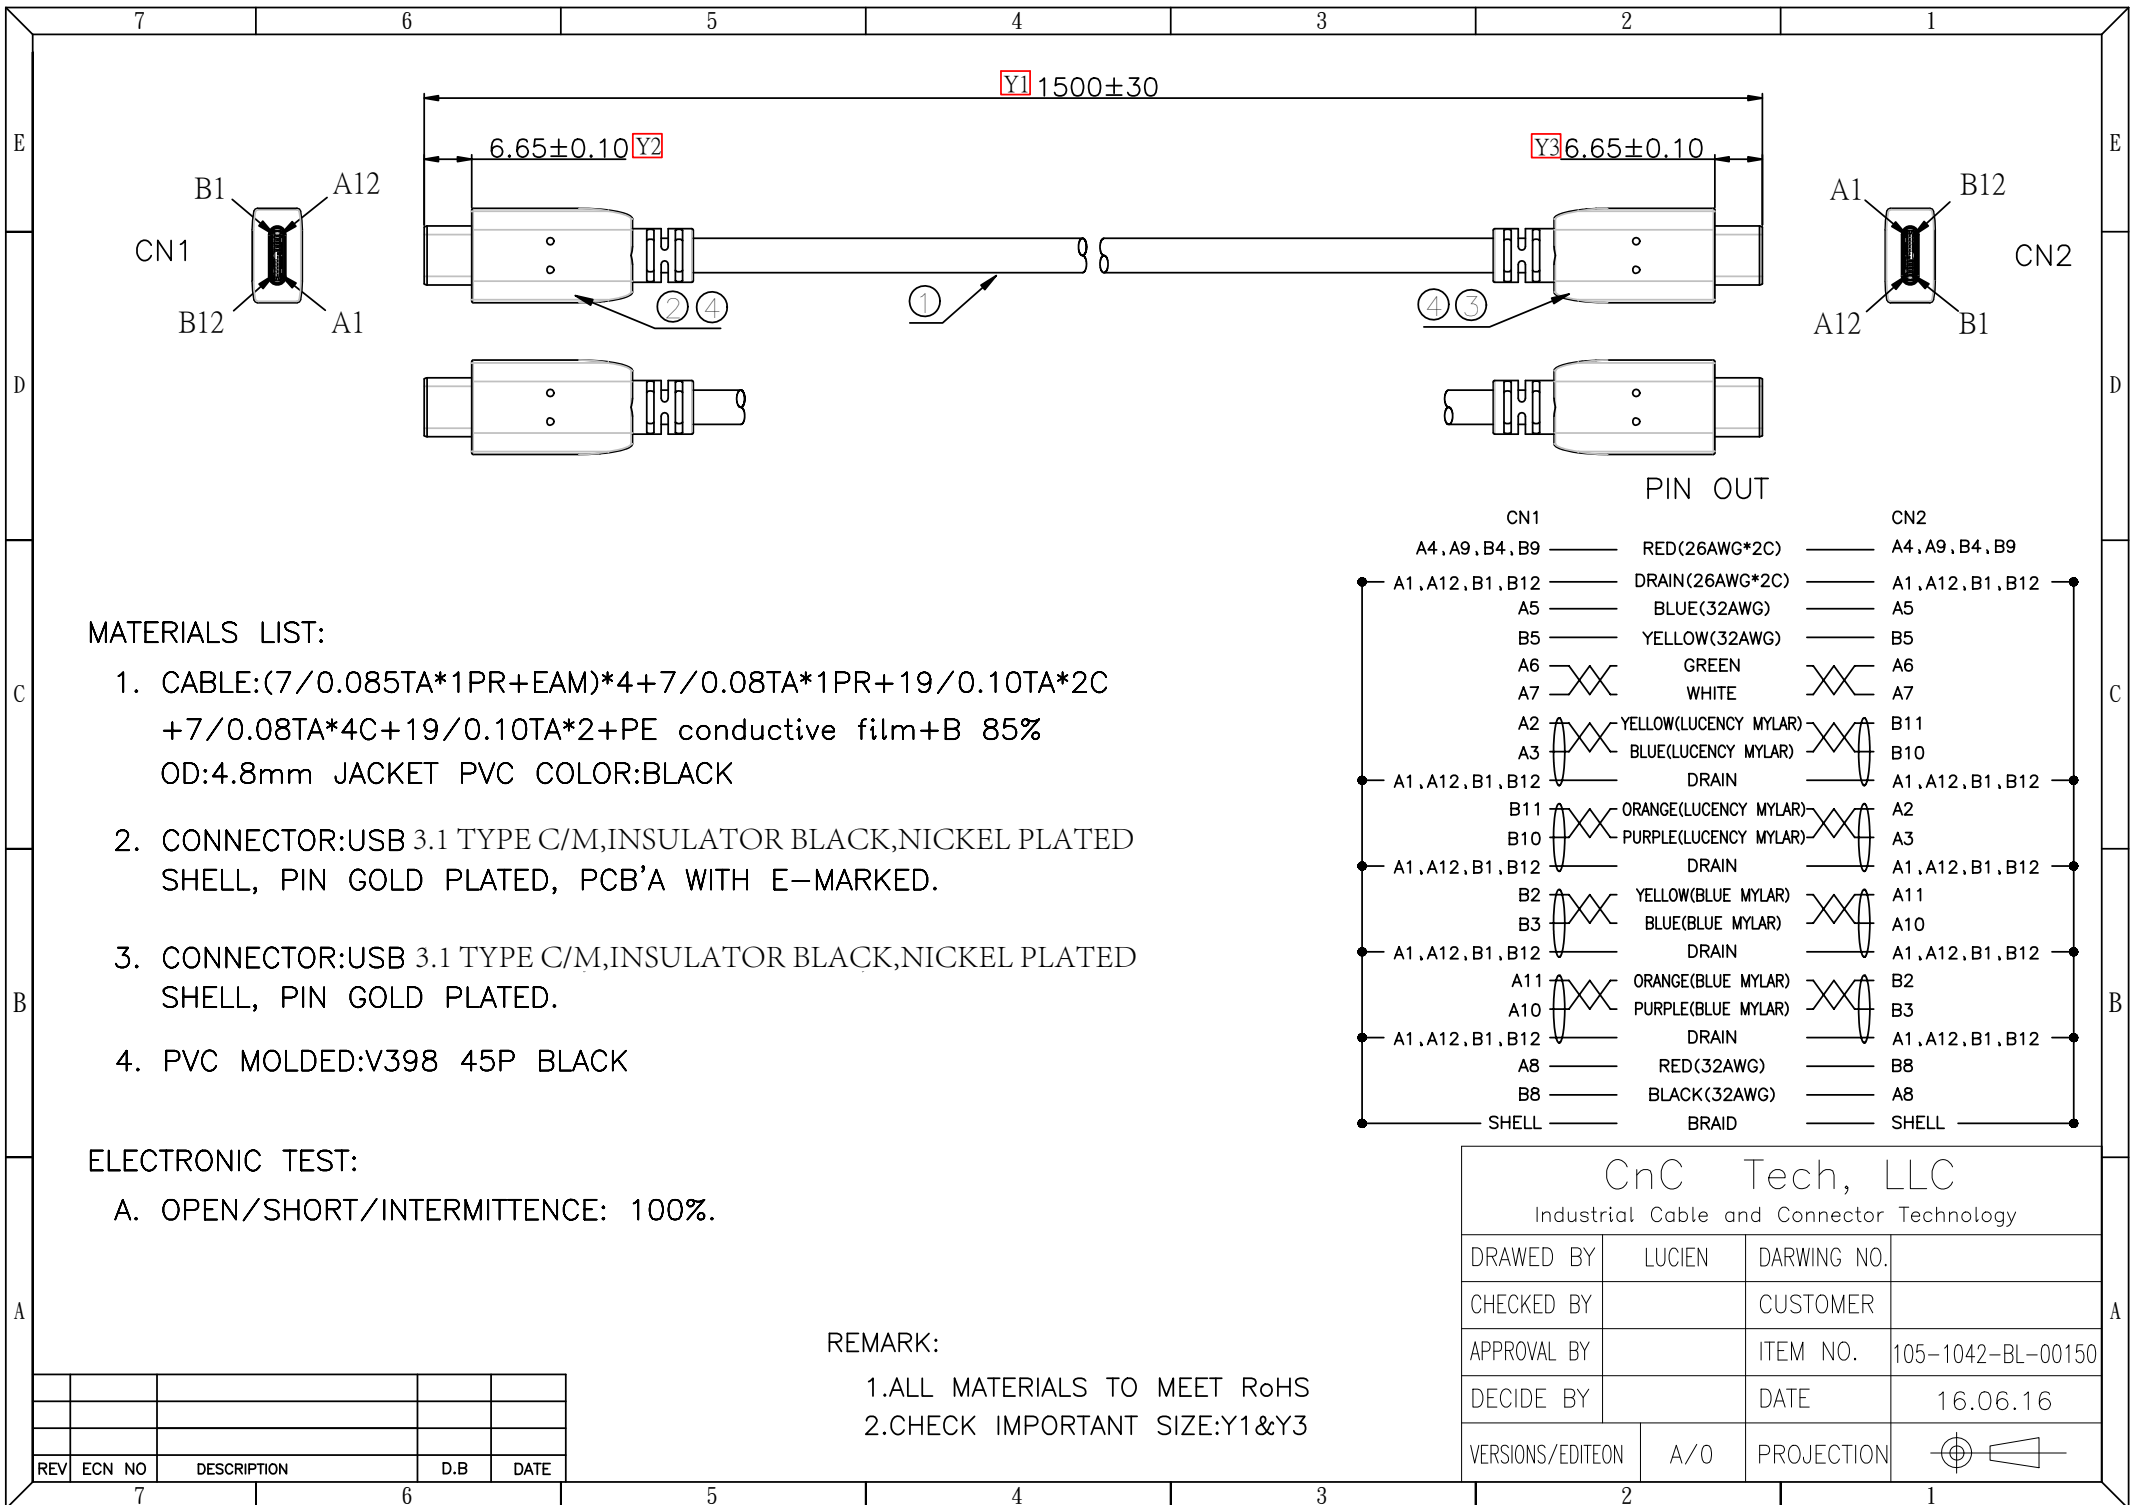 7 6 5 4 3 2 1
E
D
C
B
A
E
D
C
B
A
Y1 1500±30
6.65±0.10 Y2
Y3 6.65±0.10
B1 A12
CN1
B12 A1
A1 B12
CN2
A12 B1
2 4
1
4 3
PIN OUT
CN1 CN2
A4,A9,B4,B9 RED(26AWG*2C) A4,A9,B4,B9
A1,A12,B1,B12 DRAIN(26AWG*2C) A1,A12,B1,B12
A5 BLUE(32AWG) A5
B5 YELLOW(32AWG) B5
A6 GREEN A6
A7 WHITE A7
A2 YELLOW(LUCENCY MYLAR) B11
A3 BLUE(LUCENCY MYLAR) B10
A1,A12,B1,B12 DRAIN A1,A12,B1,B12
B11 ORANGE(LUCENCY MYLAR) A2
B10 PURPLE(LUCENCY MYLAR) A3
A1,A12,B1,B12 DRAIN A1,A12,B1,B12
B2 YELLOW(BLUE MYLAR) A11
B3 BLUE(BLUE MYLAR) A10
A1,A12,B1,B12 DRAIN A1,A12,B1,B12
A11 ORANGE(BLUE MYLAR) B2
A10 PURPLE(BLUE MYLAR) B3
A1,A12,B1,B12 DRAIN A1,A12,B1,B12
A8 RED(32AWG) B8
B8 BLACK(32AWG) A8
SHELL BRAID SHELL
MATERIALS LIST:
1. CABLE:(7/0.085TA*1PR+EAM)*4+7/0.08TA*1PR+19/0.10TA*2C
+7/0.08TA*4C+19/0.10TA*2+PE conductive film+B 85%
OD:4.8mm JACKET PVC COLOR:BLACK
2. CONNECTOR:USB 3.1 TYPE C/M,INSULATOR BLACK,NICKEL PLATED
SHELL, PIN GOLD PLATED, PCB'A WITH E-MARKED.
3. CONNECTOR:USB 3.1 TYPE C/M,INSULATOR BLACK,NICKEL PLATED
SHELL, PIN GOLD PLATED.
4. PVC MOLDED:V398 45P BLACK
ELECTRONIC TEST:
A. OPEN/SHORT/INTERMITTENCE: 100%.
REMARK:
1.ALL MATERIALS TO MEET RoHS
2.CHECK IMPORTANT SIZE:Y1&Y3
CnC Tech, LLC
Industrial Cable and Connector Technology
DRAWED BY LUCIEN DARWING NO.
CHECKED BY CUSTOMER
APPROVAL BY ITEM NO. 105-1042-BL-00150
DECIDE BY DATE 16.06.16
VERSIONS/EDITEON A/0 PROJECTION
REV ECN NO DESCRIPTION D.B DATE
7 6 5 4 3 2 1